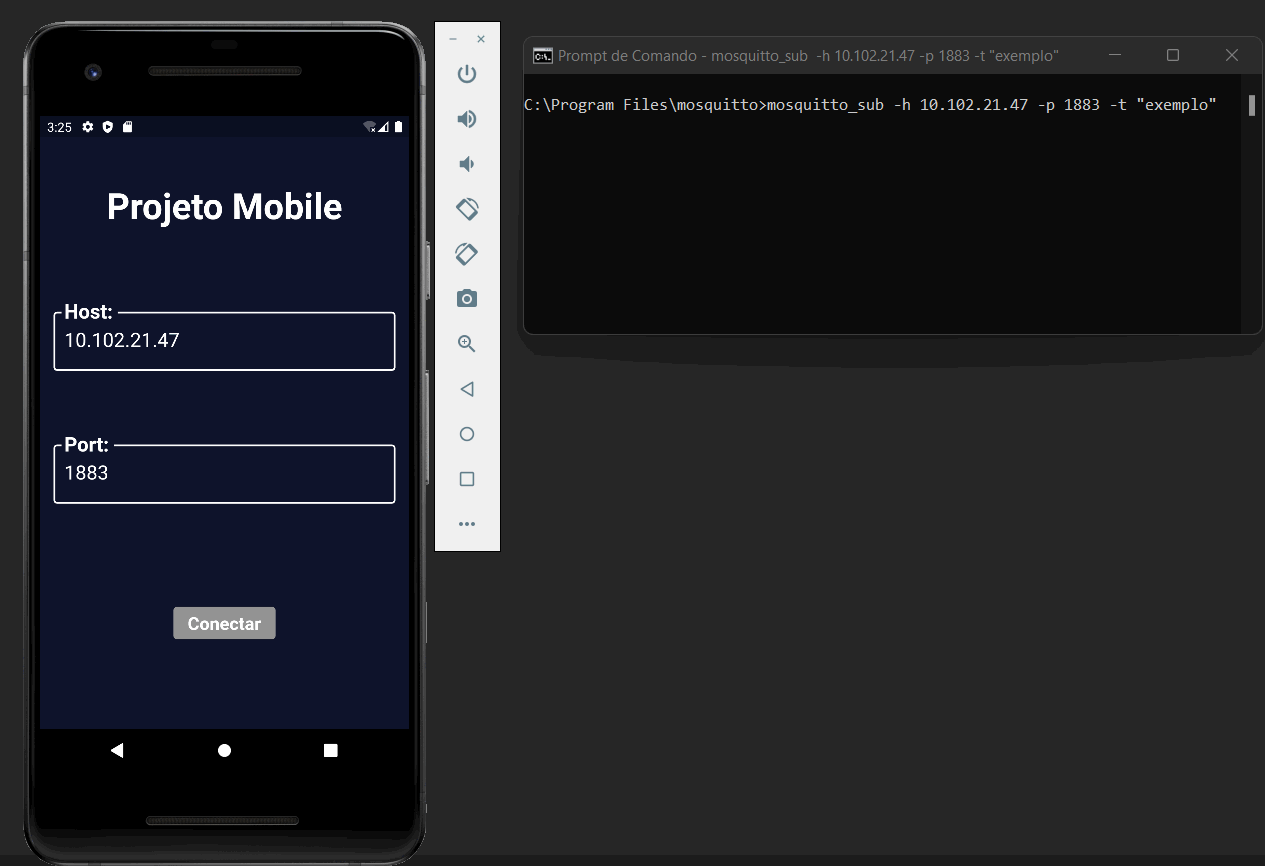 3:25
Projeto Mobile
Host:
10.102.21.47
Port:
1883
Conectar
Prompt de Comando - mosquitto_sub -h 10.102.21.47 -p 1883 -t "exemplo"
C:\Program Files\mosquitto>mosquitto_sub -h 10.102.21.47 -p 1883 -t "exemplo"